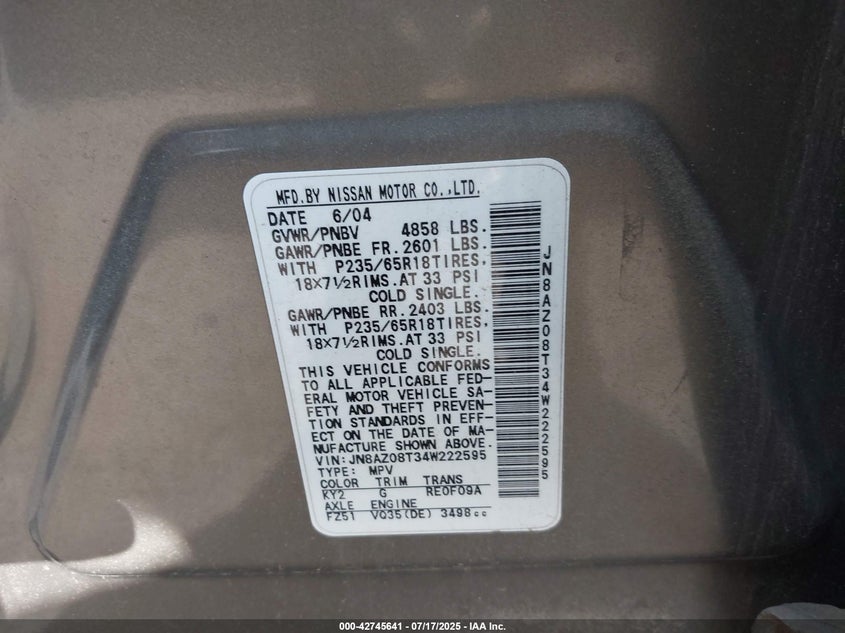 MFD.BY NISSAN MOTOR CO.,LTD.
DATE 6/04
GVWR/PNBV 4858 LBS.
GAWR/PNBE FR.2601 LBS.
WITH P235/65R18TIRES,
18X7½RIMS.AT 33 PSI
COLD SINGLE.
GAWR/PNBE RR.2403 LBS.
WITH P235/65R18TIRES,
18X7½RIMS.AT 33 PSI
COLD SINGLE.
THIS VEHICLE CONFORMS
TO ALL APPLICABLE FED-
ERAL MOTOR VEHICLE SA-
FETY AND THEFT PREVEN-
TION STANDARDS IN EFF-
ECT ON THE DATE OF MA-
NUFACTURE SHOWN ABOVE.
VIN:JN8AZ08T34W222595
TYPE: MPV
COLOR TRIM TRANS
KY2 G RE0F09A
AXLE ENGINE
FZ51 VQ35(DE) 3498cc
JN8AZ08T34W222595
000-42745641 - 07/17/2025 - IAA Inc.